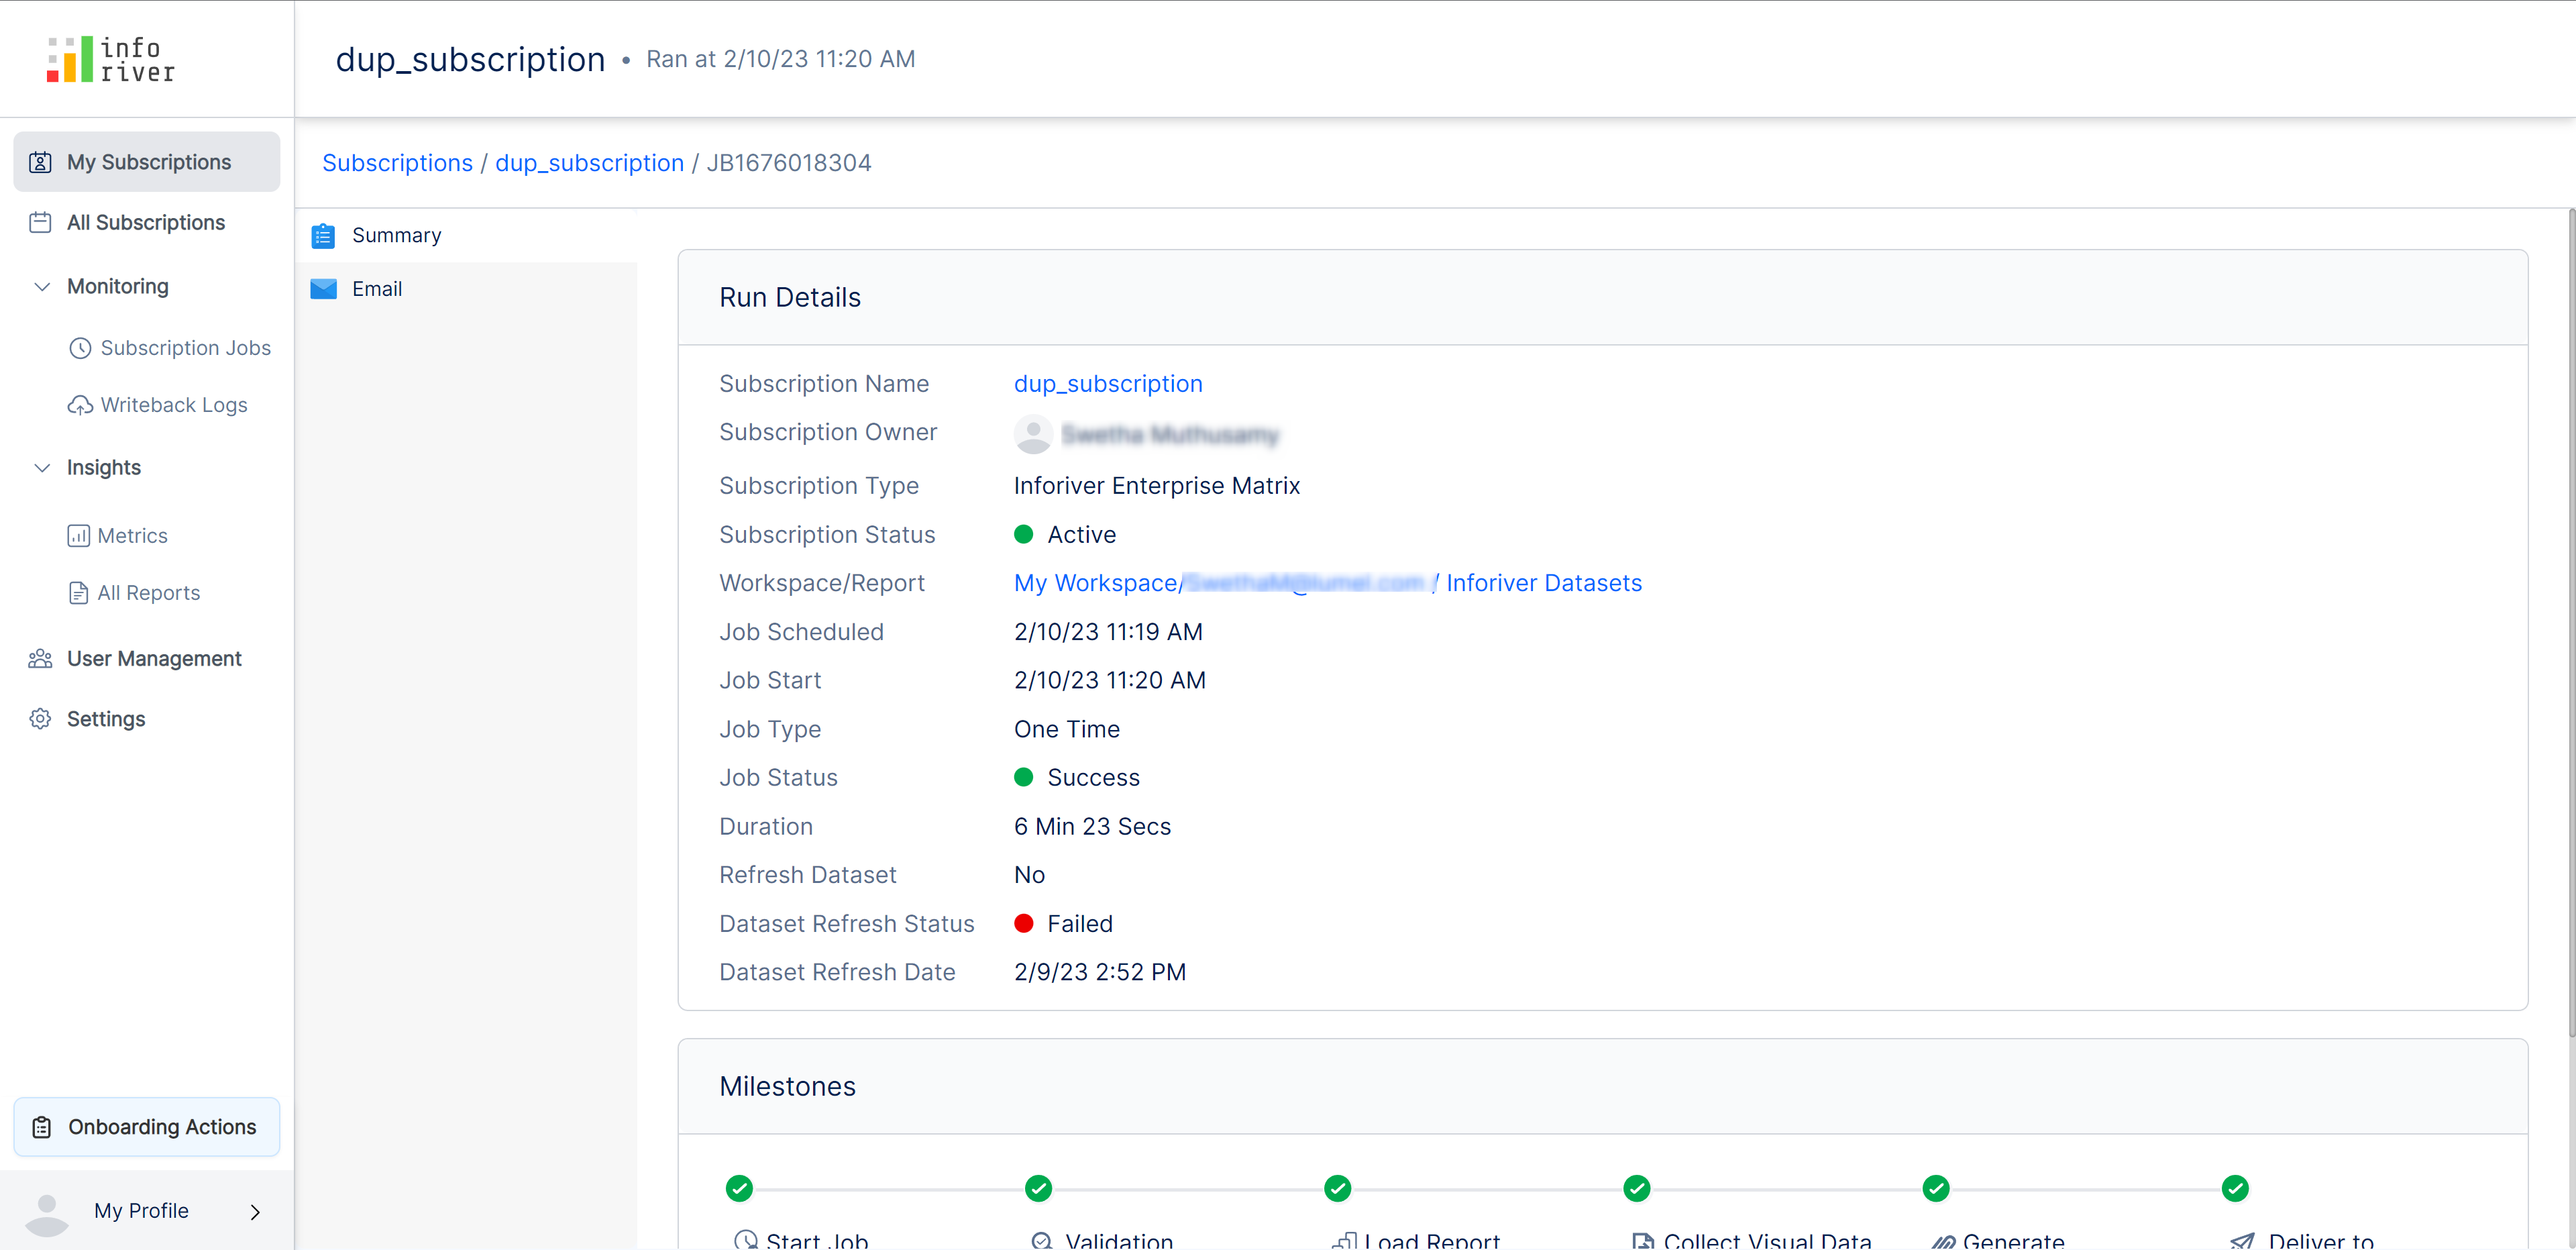 info
river
dup_subscription • Ran at 2/10/23 11:20 AM
My Subscriptions
All Subscriptions
Monitoring
Subscription Jobs
Writeback Logs
Insights
Metrics
All Reports
User Management
Settings
Onboarding Actions
My Profile
Subscriptions / dup_subscription / JB1676018304
Summary
Email
Run Details
Subscription Name dup_subscription
Subscription Owner
Subscription Type Inforiver Enterprise Matrix
Subscription Status Active
Workspace/Report My Workspace/ / Inforiver Datasets
Job Scheduled 2/10/23 11:19 AM
Job Start 2/10/23 11:20 AM
Job Type One Time
Job Status Success
Duration 6 Min 23 Secs
Refresh Dataset No
Dataset Refresh Status Failed
Dataset Refresh Date 2/9/23 2:52 PM
Milestones
Start Job Validation Load Report Collect Visual Data Generate Deliver to